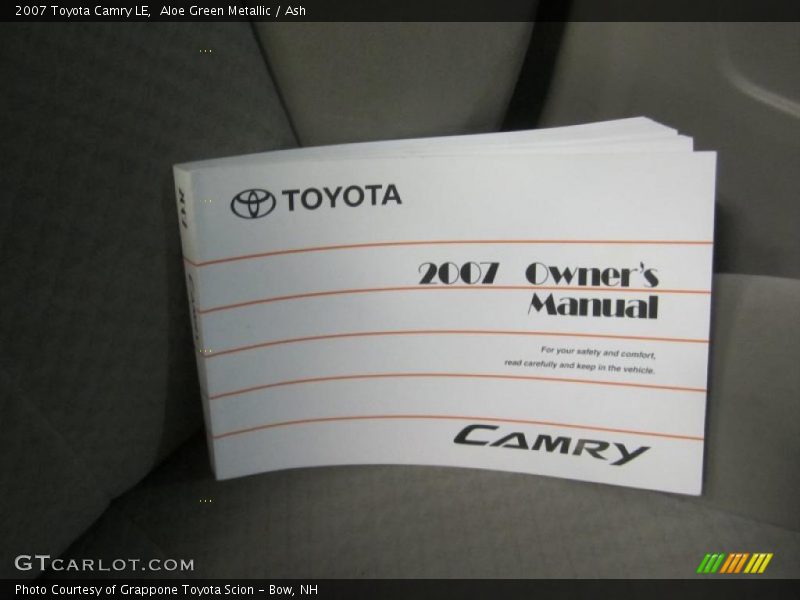 2007 Toyota Camry LE,  Aloe Green Metallic / Ash
TOYOTA
2007 Owner's
Manual
For your safety and comfort,
read carefully and keep in the vehicle.
CAMRY
GTCARLOT.COM
Photo Courtesy of Grappone Toyota Scion - Bow, NH